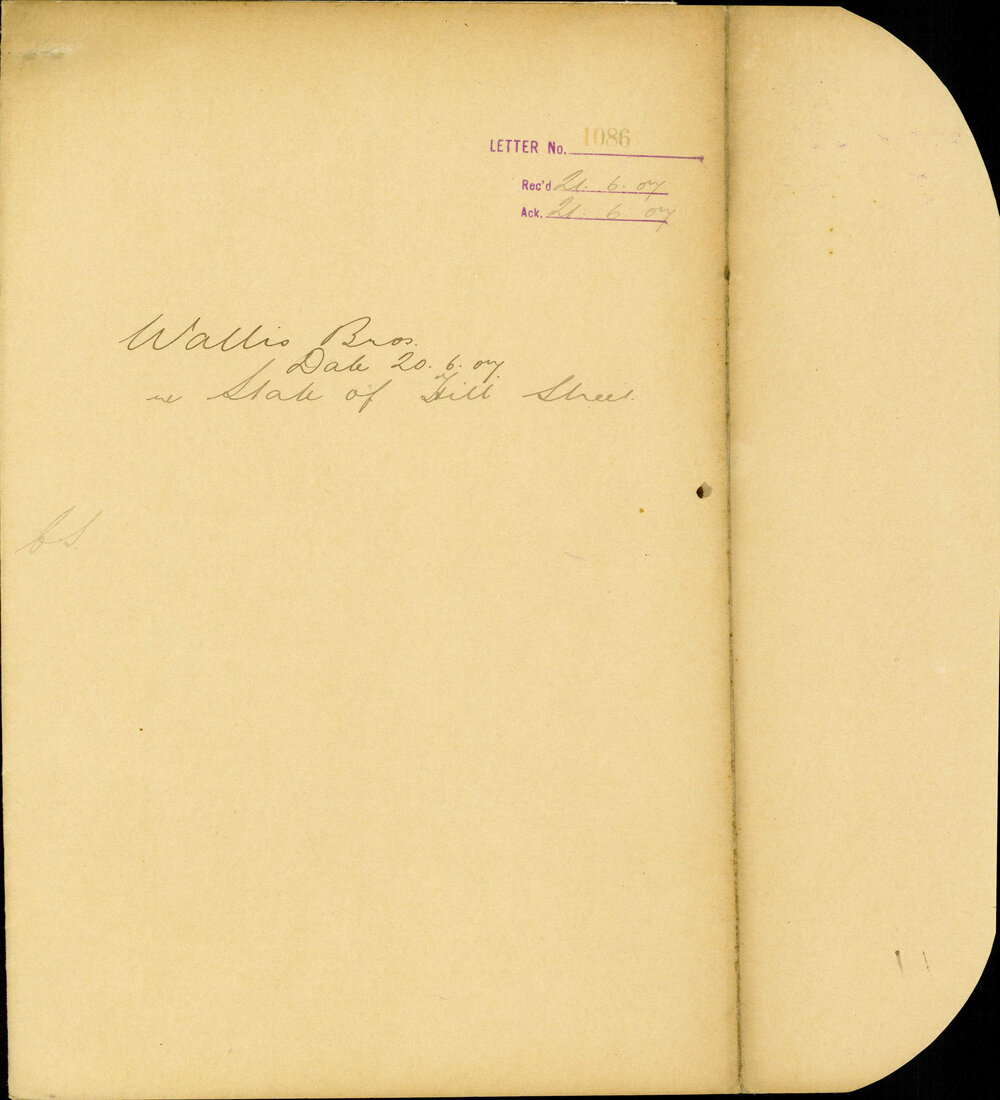 LETTER No. 1086
Rec'd 21. 6. 07
Ack. 21. 6. 07
Wallis Bros.
Date 20. 6. 07
re State of Hill Street.